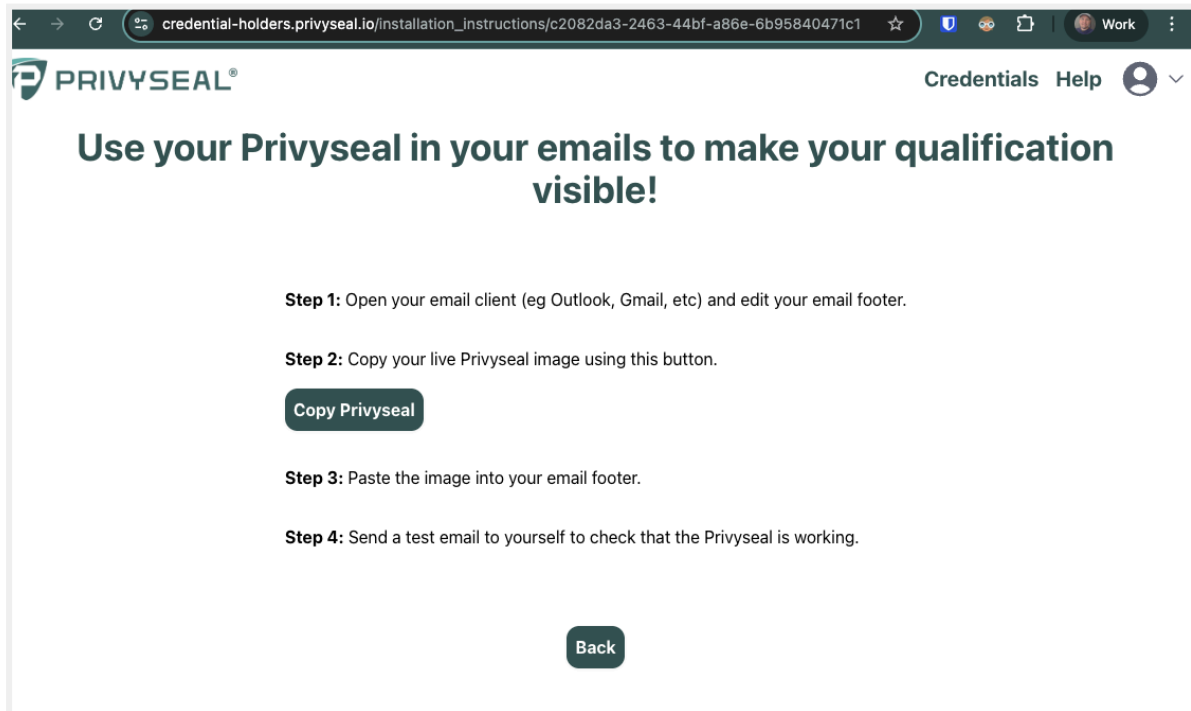 credential-holders.privyseal.io/installation_instructions/c2082da3-2463-44bf-a86e-6b95840471c1
Work
PRIVYSEAL®
Credentials Help
Use your Privyseal in your emails to make your qualification
visible!
Step 1: Open your email client (eg Outlook, Gmail, etc) and edit your email footer.
Step 2: Copy your live Privyseal image using this button.
Copy Privyseal
Step 3: Paste the image into your email footer.
Step 4: Send a test email to yourself to check that the Privyseal is working.
Back